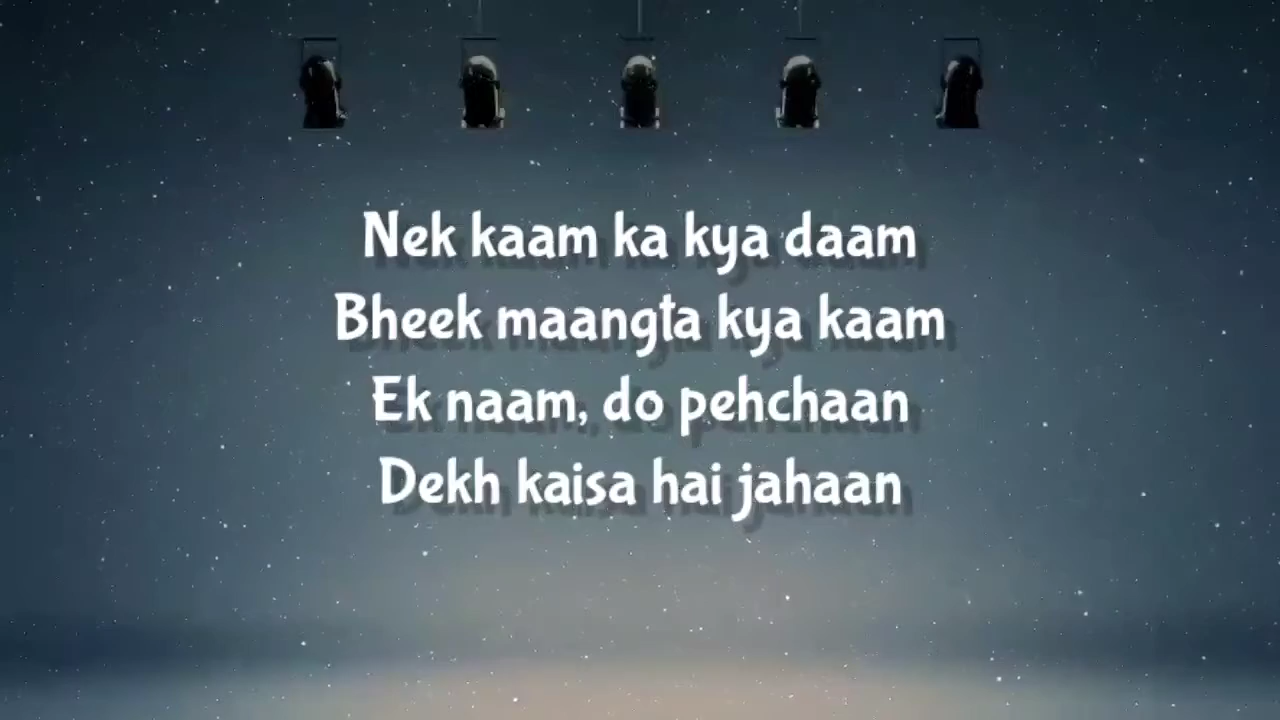 Nek kaam ka kya daam
Bheek maangta kya kaam
Ek naam, do pehchaan
Dekh kaisa hai jahaan